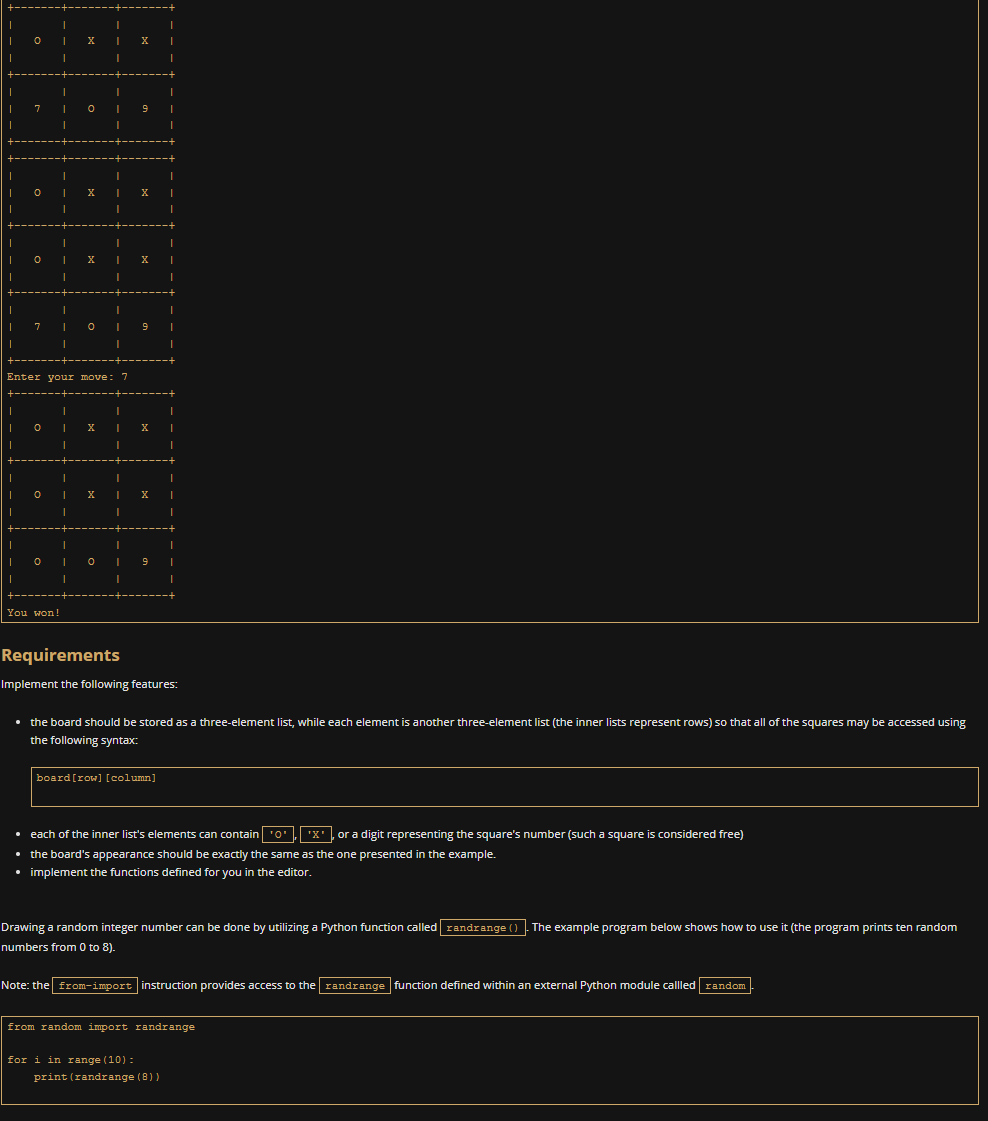 +-------+-------+-------+
|       |       |       |
|   O   |   X   |   X   |
|       |       |       |
+-------+-------+-------+
|       |       |       |
|   7   |   O   |   9   |
|       |       |       |
+-------+-------+-------+
+-------+-------+-------+
|       |       |       |
|   O   |   X   |   X   |
|       |       |       |
+-------+-------+-------+
|       |       |       |
|   O   |   X   |   X   |
|       |       |       |
+-------+-------+-------+
|       |       |       |
|   7   |   O   |   9   |
|       |       |       |
+-------+-------+-------+
Enter your move: 7
+-------+-------+-------+
|       |       |       |
|   O   |   X   |   X   |
|       |       |       |
+-------+-------+-------+
|       |       |       |
|   O   |   X   |   X   |
|       |       |       |
+-------+-------+-------+
|       |       |       |
|   O   |   O   |   9   |
|       |       |       |
+-------+-------+-------+
You won!
Requirements
Implement the following features:
• the board should be stored as a three-element list, while each element is another three-element list (the inner lists represent rows) so that all of the squares may be accessed using
the following syntax:
board[row][column]
• each of the inner list's elements can contain 'O', 'X', or a digit representing the square's number (such a square is considered free)
• the board's appearance should be exactly the same as the one presented in the example.
• implement the functions defined for you in the editor.
Drawing a random integer number can be done by utilizing a Python function called randrange(). The example program below shows how to use it (the program prints ten random
numbers from 0 to 8).
Note: the from-import instruction provides access to the randrange function defined within an external Python module callled random.
from random import randrange
for i in range(10):
    print(randrange(8))